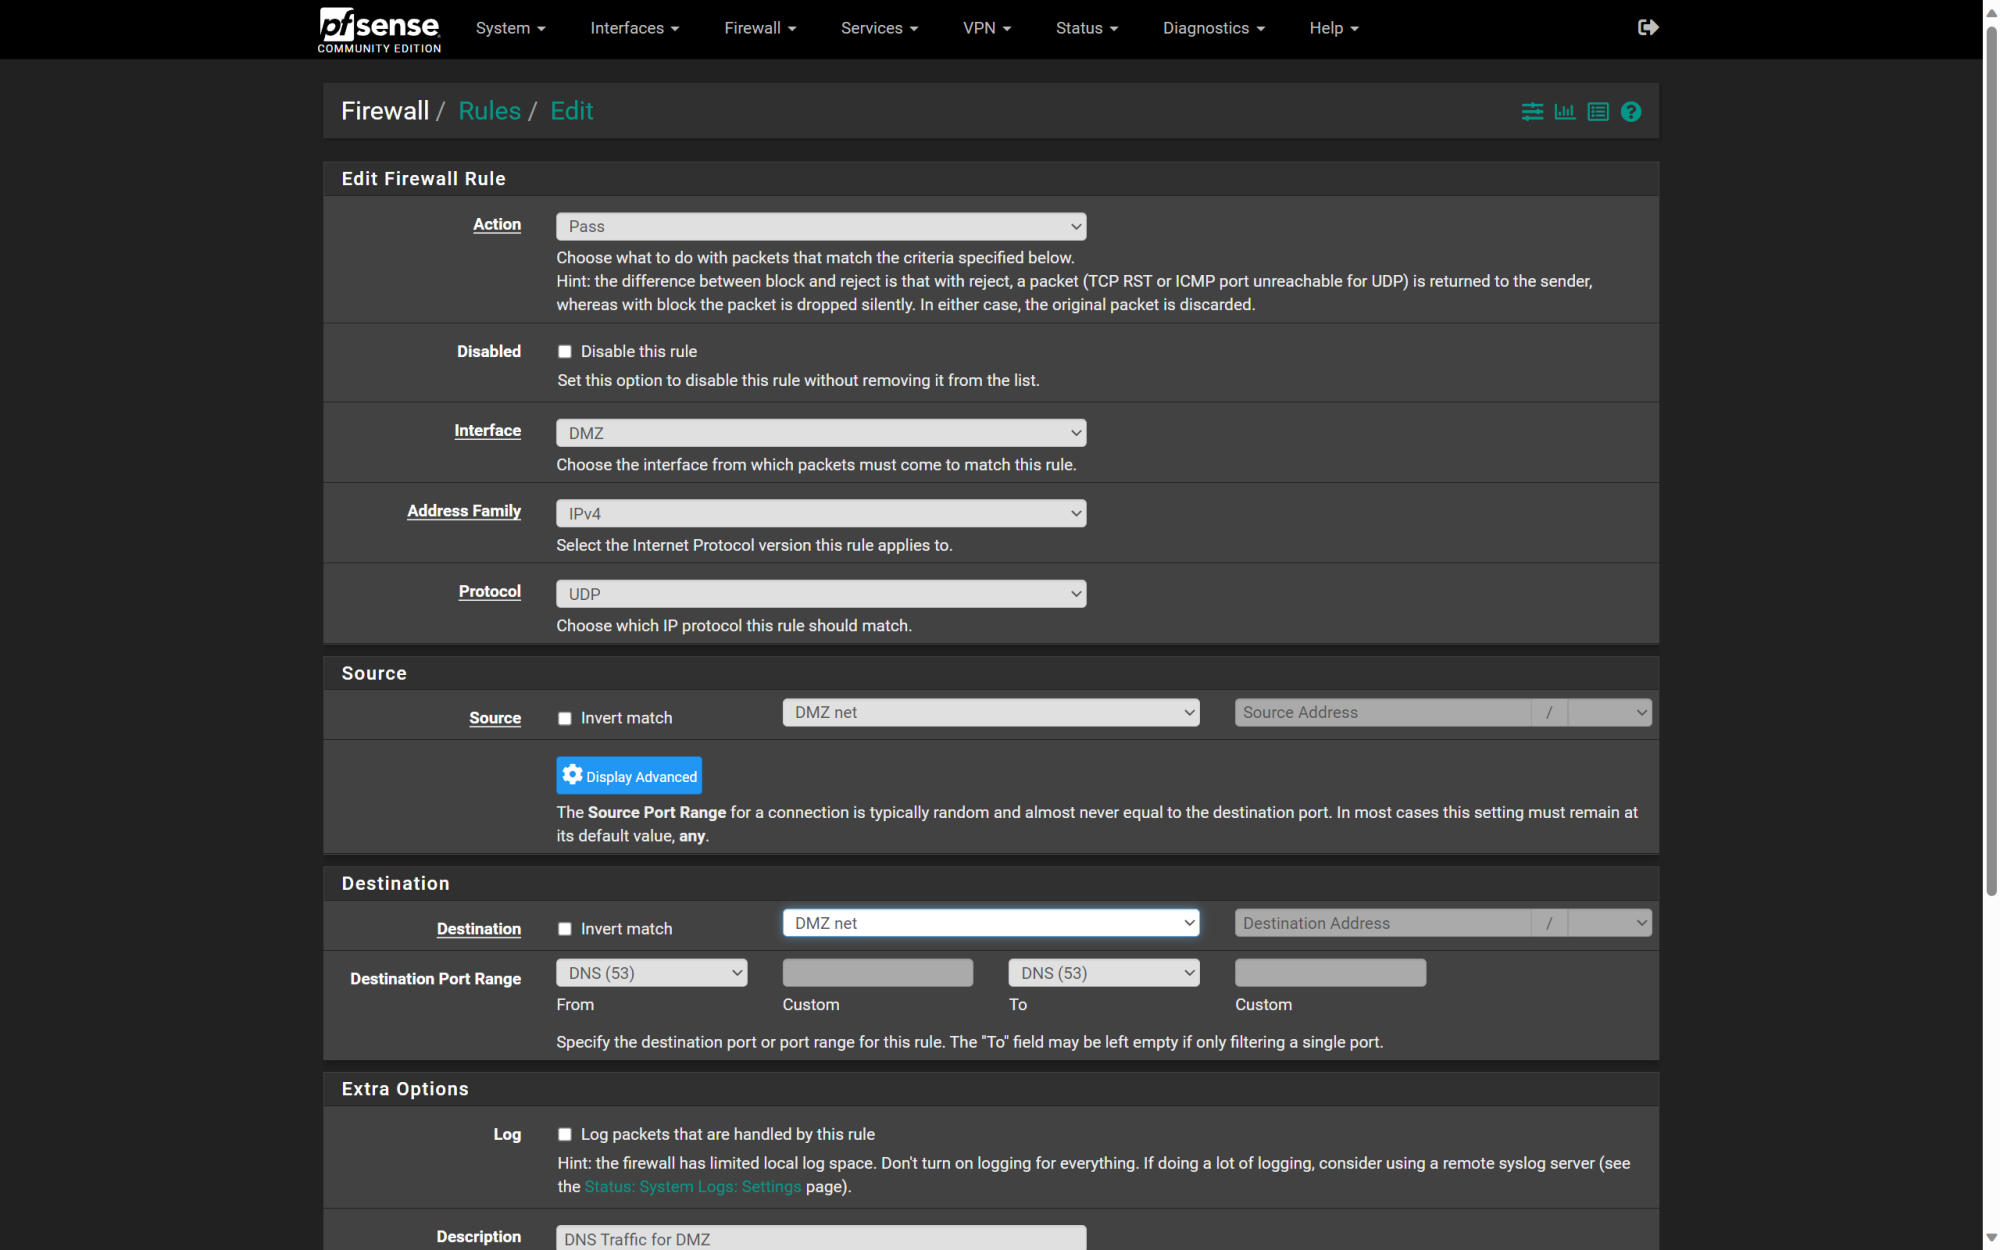 pfsense
COMMUNITY EDITION
System
Interfaces
Firewall
Services
VPN
Status
Diagnostics
Help
Firewall / Rules / Edit
Edit Firewall Rule
Action
Pass
Choose what to do with packets that match the criteria specified below.
Hint: the difference between block and reject is that with reject, a packet (TCP RST or ICMP port unreachable for UDP) is returned to the sender,
whereas with block the packet is dropped silently. In either case, the original packet is discarded.
Disabled
Disable this rule
Set this option to disable this rule without removing it from the list.
Interface
DMZ
Choose the interface from which packets must come to match this rule.
Address Family
IPv4
Select the Internet Protocol version this rule applies to.
Protocol
UDP
Choose which IP protocol this rule should match.
Source
Source
Invert match
DMZ net
Source Address
/
Display Advanced
The Source Port Range for a connection is typically random and almost never equal to the destination port. In most cases this setting must remain at
its default value, any.
Destination
Destination
Invert match
DMZ net
Destination Address
/
Destination Port Range
DNS (53)
DNS (53)
From
Custom
To
Custom
Specify the destination port or port range for this rule. The "To" field may be left empty if only filtering a single port.
Extra Options
Log
Log packets that are handled by this rule
Hint: the firewall has limited local log space. Don't turn on logging for everything. If doing a lot of logging, consider using a remote syslog server (see
the Status: System Logs: Settings page).
Description
DNS Traffic for DMZ